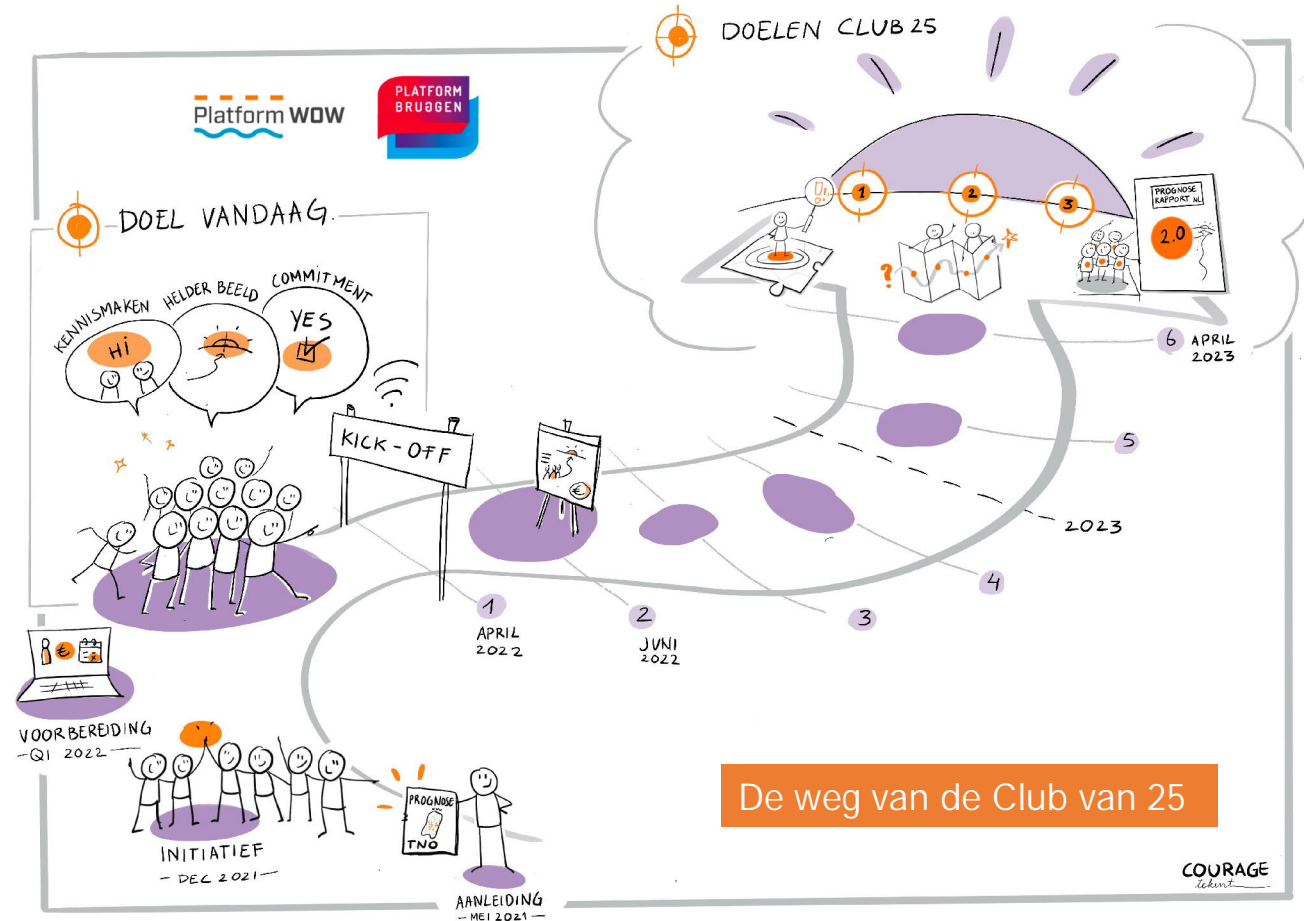 DOELEN CLUB 25
Platform WOW
PLATFORM
BRUGGEN
DOEL VANDAAG.
KENNISMAKEN
HELDER BEELD
COMMITMENT
HI
YES
KICK-OFF
1
2
3
PROGNOSE
RAPPORT NL
2.0
?
€
6 APRIL
2023
5
2023
4
3
2
JUNI
2022
1
APRIL
2022
€
VOORBEREIDING
- Q1 2022 -
INITIATIEF
- DEC 2021 -
PROGNOSE
TNO
AANLEIDING
- MEI 2021 -
De weg van de Club van 25
COURAGE
tekent